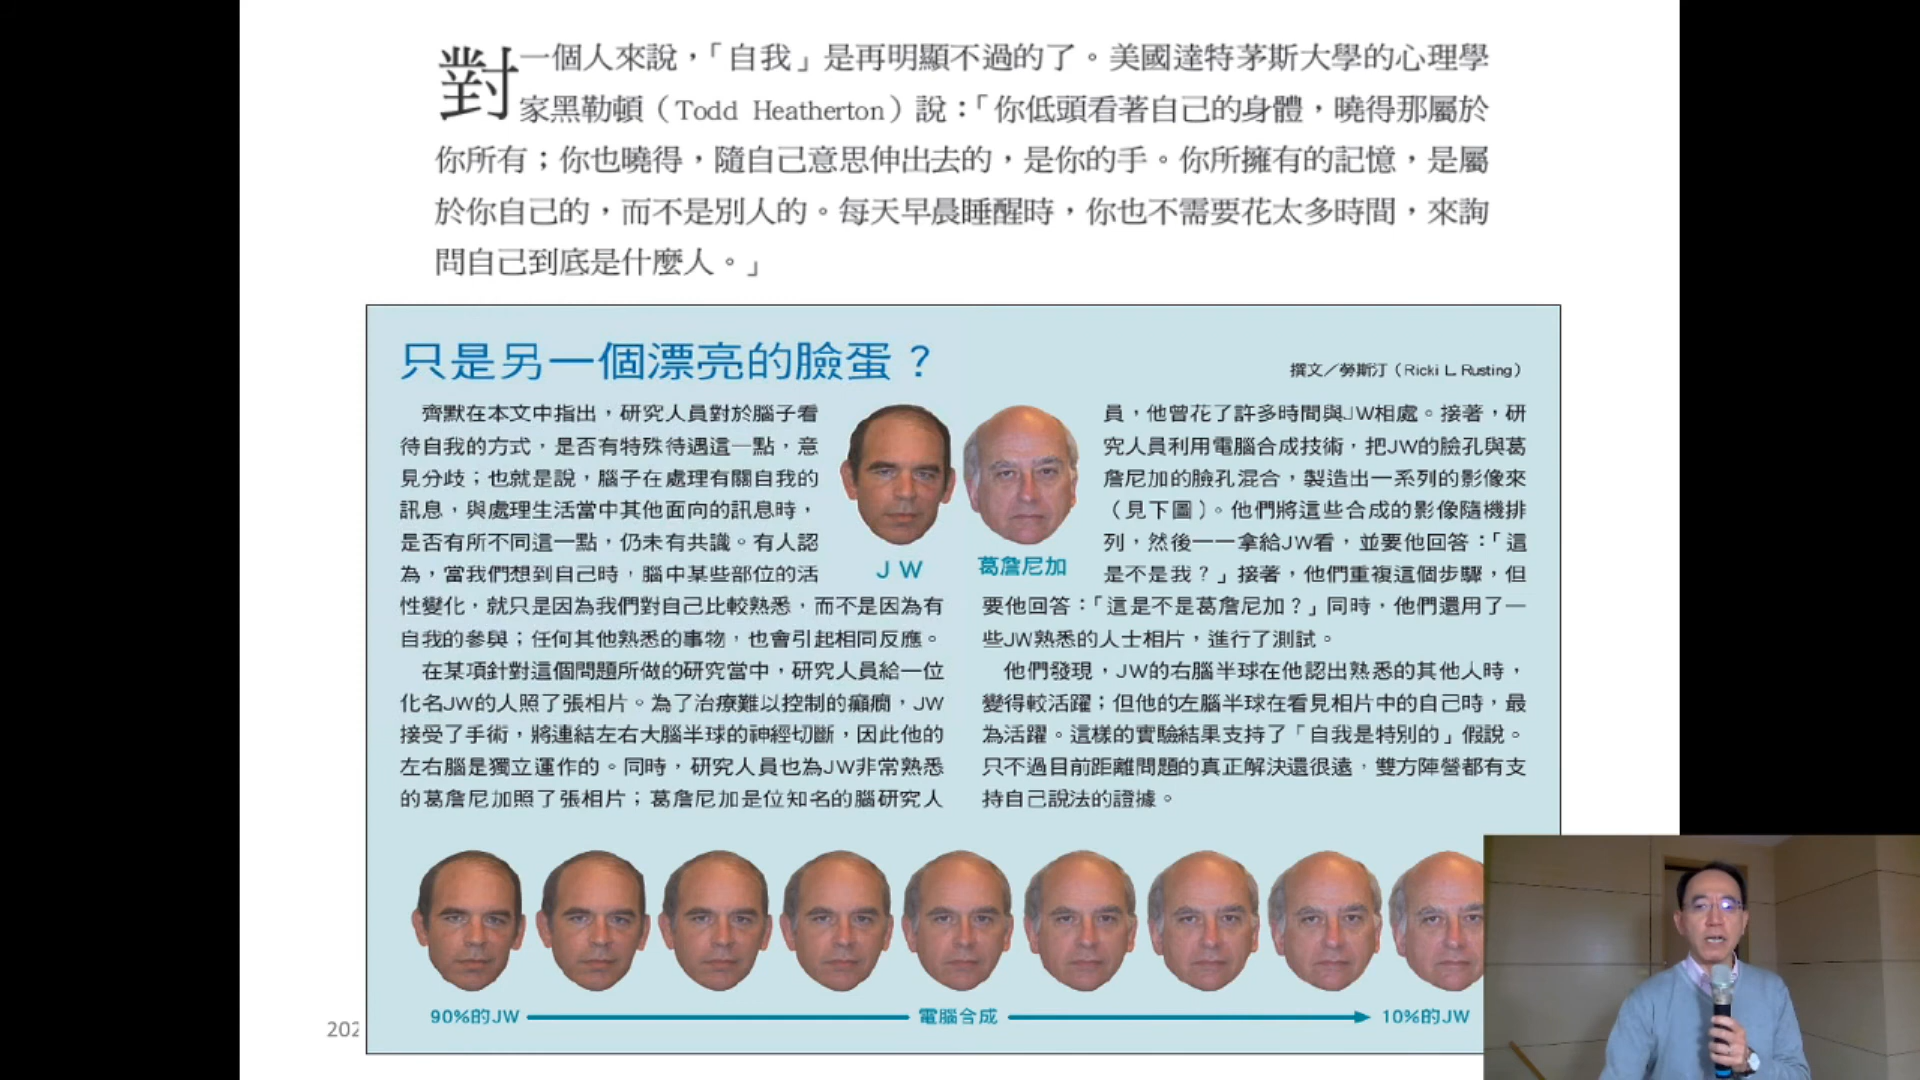 對一個人來說，「自我」是再明顯不過的了。美國達特茅斯大學的心理學
家黑勒頓（Todd Heatherton）說：「你低頭看著自己的身體，曉得那屬於
你所有；你也曉得，隨自己意思伸出去的，是你的手。你所擁有的記憶，是屬
於你自己的，而不是別人的。每天早晨睡醒時，你也不需要花太多時間，來詢
問自己到底是什麼人。」
只是另一個漂亮的臉蛋？
撰文／勞斯汀（Ricki L. Rusting）
齊默在本文中指出，研究人員對於腦子看
待自我的方式，是否有特殊待遇這一點，意
見分歧；也就是說，腦子在處理有關自我的
訊息，與處理生活當中其他面向的訊息時，
是否有所不同這一點，仍未有共識。有人認
為，當我們想到自己時，腦中某些部位的活
性變化，就只是因為我們對自己比較熟悉，而不是因為有
自我的參與；任何其他熟悉的事物，也會引起相同反應。
在某項針對這個問題所做的研究當中，研究人員給一位
化名JW的人照了張相片。為了治療難以控制的癲癇，JW
接受了手術，將連結左右大腦半球的神經切斷，因此他的
左右腦是獨立運作的。同時，研究人員也為JW非常熟悉
的葛詹尼加照了張相片；葛詹尼加是位知名的腦研究人
JW
葛詹尼加
員，他曾花了許多時間與JW相處。接著，研
究人員利用電腦合成技術，把JW的臉孔與葛
詹尼加的臉孔混合，製造出一系列的影像來
（見下圖）。他們將這些合成的影像隨機排
列，然後一一拿給JW看，並要他回答：「這
是不是我？」接著，他們重複這個步驟，但
要他回答：「這是不是葛詹尼加？」同時，他們還用了一
些JW熟悉的人士相片，進行了測試。
他們發現，JW的右腦半球在他認出熟悉的其他人時，
變得較活躍；但他的左腦半球在看見相片中的自己時，最
為活躍。這樣的實驗結果支持了「自我是特別的」假說。
只不過目前距離問題的真正解決還很遠，雙方陣營都有支
持自己說法的證據。
90%的JW
電腦合成
10%的JW
202